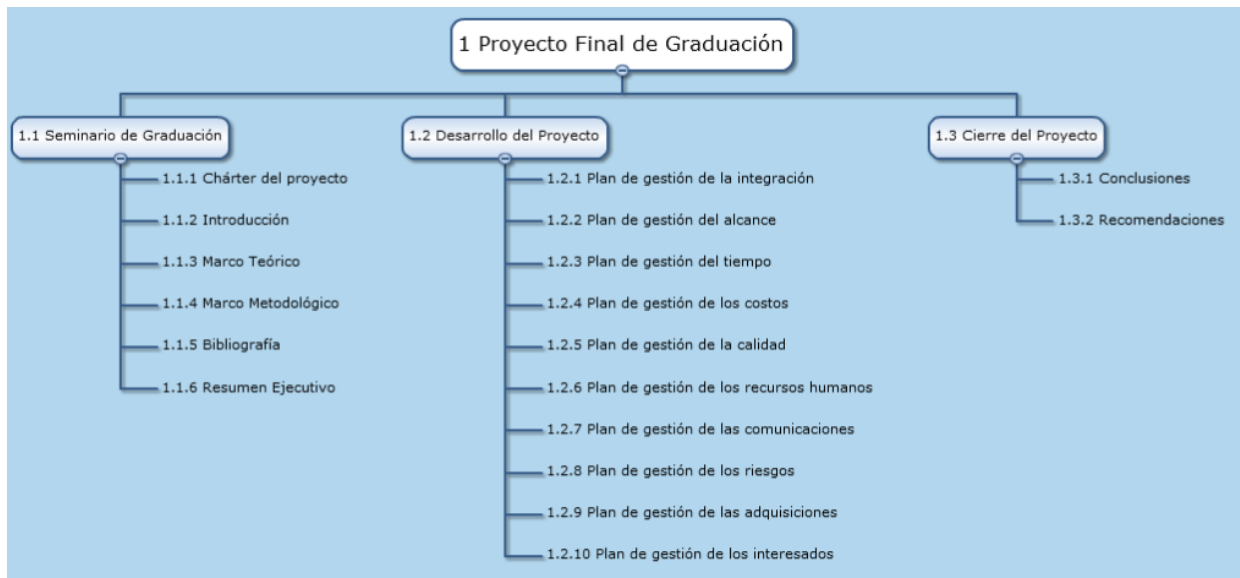 1 Proyecto Final de Graduación
1.1 Seminario de Graduación
1.1.1 Chárter del proyecto
1.1.2 Introducción
1.1.3 Marco Teórico
1.1.4 Marco Metodológico
1.1.5 Bibliografía
1.1.6 Resumen Ejecutivo
1.2 Desarrollo del Proyecto
1.2.1 Plan de gestión de la integración
1.2.2 Plan de gestión del alcance
1.2.3 Plan de gestión del tiempo
1.2.4 Plan de gestión de los costos
1.2.5 Plan de gestión de la calidad
1.2.6 Plan de gestión de los recursos humanos
1.2.7 Plan de gestión de las comunicaciones
1.2.8 Plan de gestión de los riesgos
1.2.9 Plan de gestión de las adquisiciones
1.2.10 Plan de gestión de los interesados
1.3 Cierre del Proyecto
1.3.1 Conclusiones
1.3.2 Recomendaciones